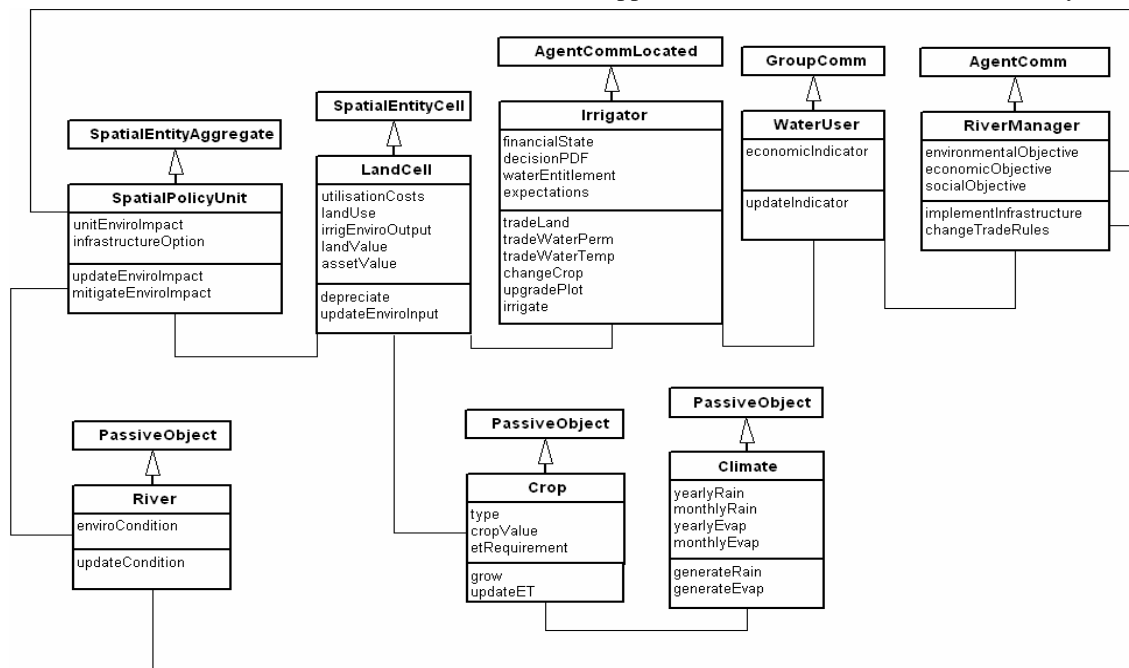 AgentCommLocated
GroupComm
AgentComm
SpatialEntityCell
SpatialEntityAggregate
Irrigator
financialState
decisionPDF
waterEntitlement
expectations
tradeLand
tradeWaterPerm
tradeWaterTemp
changeCrop
upgradePlot
irrigate
WaterUser
economicIndicator
updateIndicator
RiverManager
environmentalObjective
economicObjective
socialObjective
implementInfrastructure
changeTradeRules
LandCell
utilisationCosts
landUse
irrigEnviroOutput
landValue
assetValue
depreciate
updateEnviroInput
SpatialPolicyUnit
unitEnviroImpact
infrastructureOption
updateEnviroImpact
mitigateEnviroImpact
PassiveObject
River
enviroCondition
updateCondition
PassiveObject
Crop
type
cropValue
etRequirement
grow
updateET
PassiveObject
Climate
yearlyRain
monthlyRain
yearlyEvap
monthlyEvap
generateRain
generateEvap